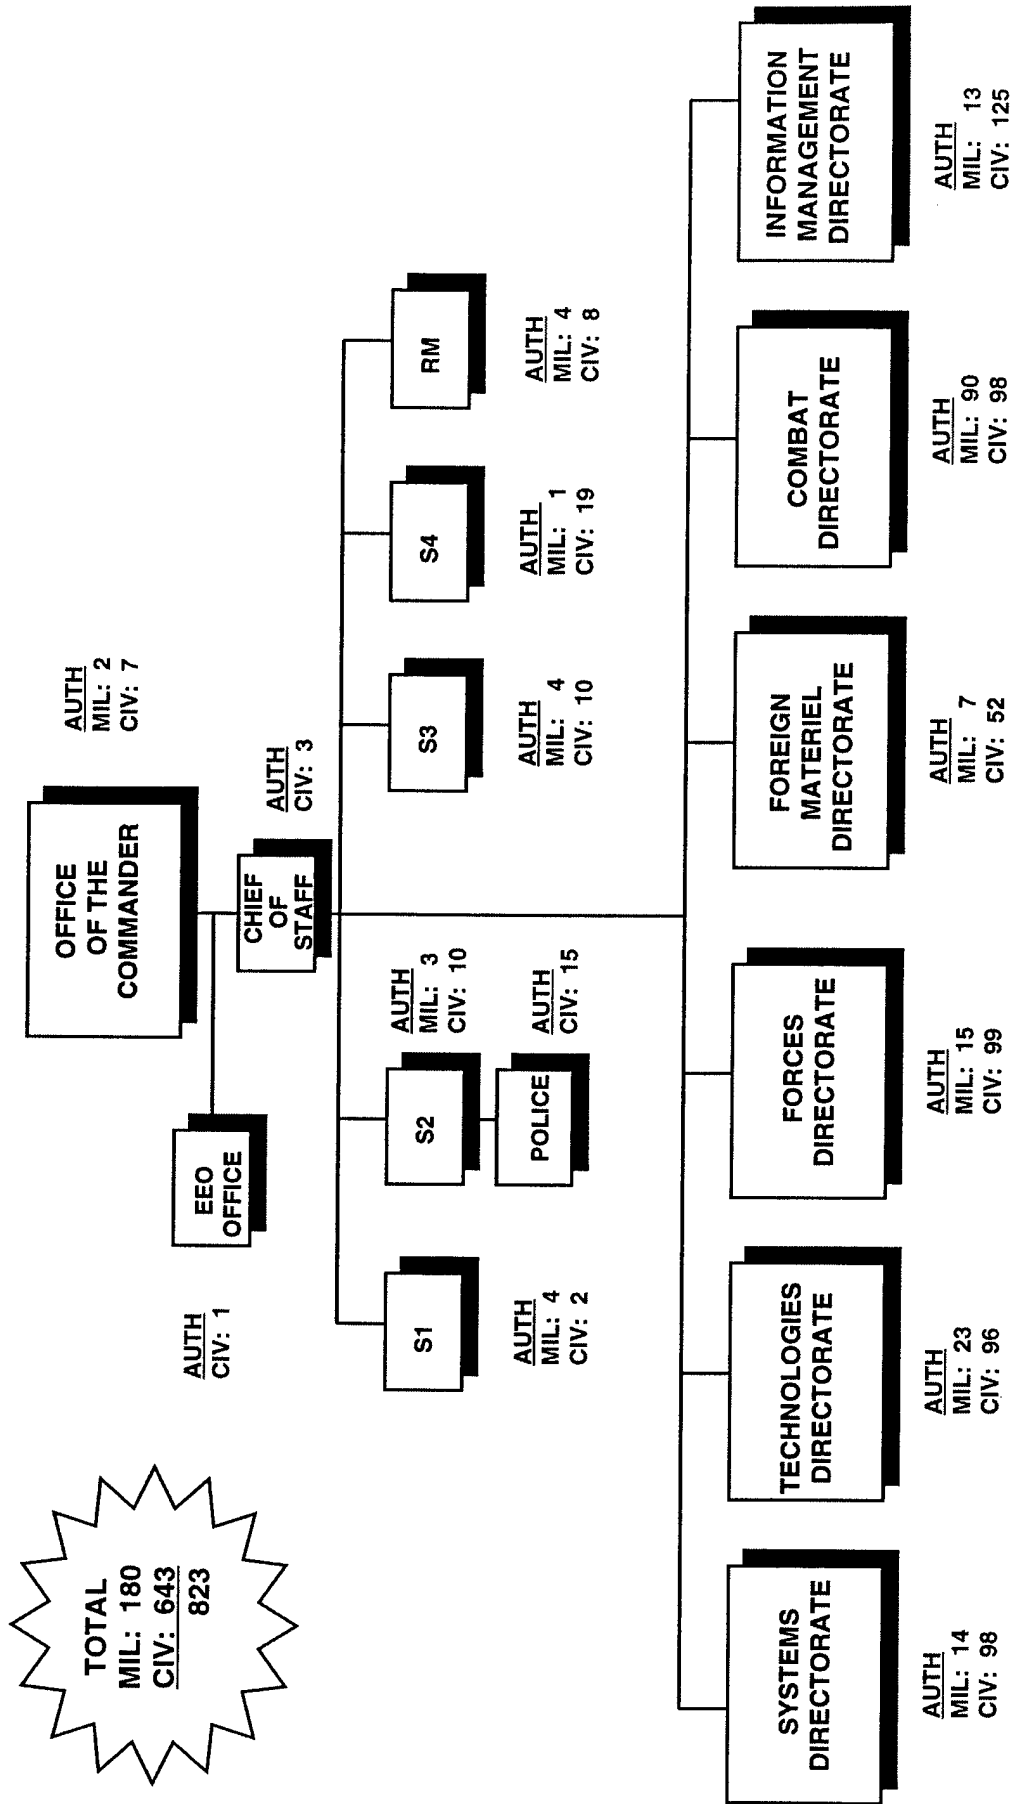 TOTAL
MIL: 180
CIV: 643
823
OFFICE
OF THE
COMMANDER
AUTH
MIL: 2
CIV: 7
EEO
OFFICE
AUTH
CIV: 1
CHIEF
OF
STAFF
AUTH
CIV: 3
S1
AUTH
MIL: 4
CIV: 2
S2
AUTH
MIL: 3
CIV: 10
POLICE
AUTH
CIV: 15
S3
AUTH
MIL: 4
CIV: 10
S4
AUTH
MIL: 1
CIV: 19
RM
AUTH
MIL: 4
CIV: 8
SYSTEMS
DIRECTORATE
AUTH
MIL: 14
CIV: 98
TECHNOLOGIES
DIRECTORATE
AUTH
MIL: 23
CIV: 96
FORCES
DIRECTORATE
AUTH
MIL: 15
CIV: 99
FOREIGN
MATERIEL
DIRECTORATE
AUTH
MIL: 7
CIV: 52
COMBAT
DIRECTORATE
AUTH
MIL: 90
CIV: 98
INFORMATION
MANAGEMENT
DIRECTORATE
AUTH
MIL: 13
CIV: 125